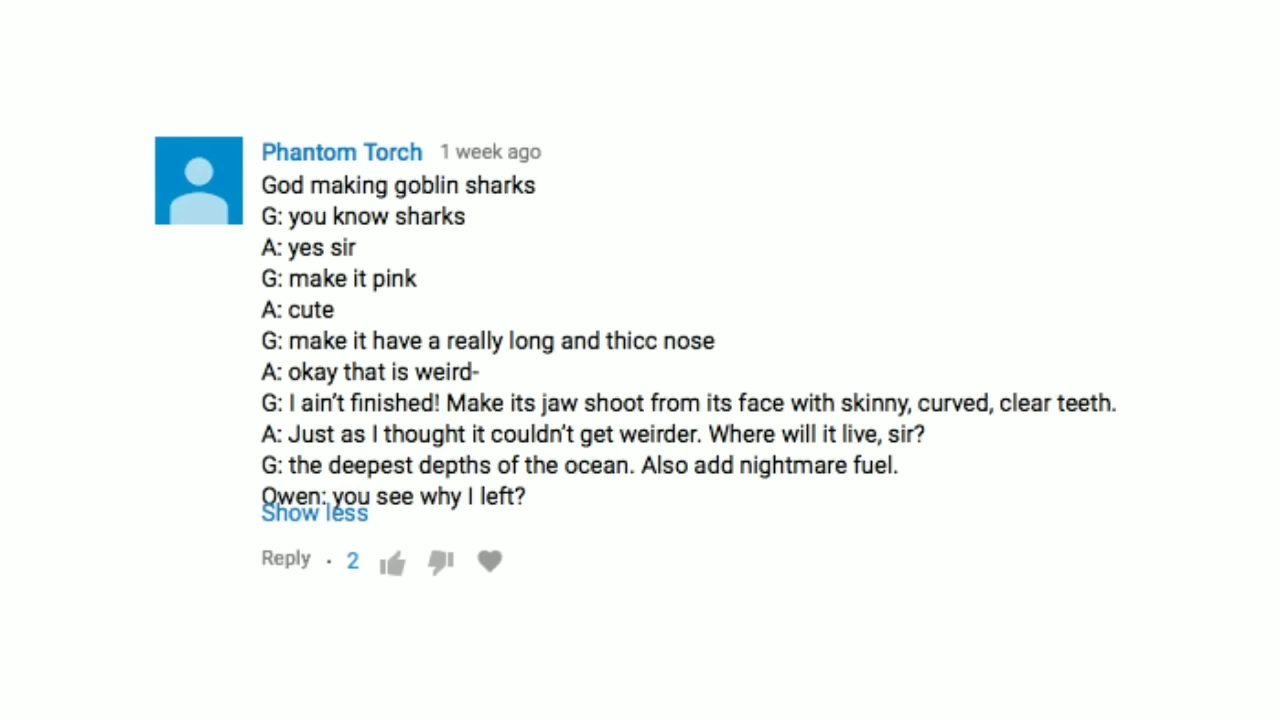 Phantom Torch 1 week ago
God making goblin sharks
G: you know sharks
A: yes sir
G: make it pink
A: cute
G: make it have a really long and thicc nose
A: okay that is weird-
G: I ain't finished! Make its jaw shoot from its face with skinny, curved, clear teeth.
A: Just as I thought it couldn't get weirder. Where will it live, sir?
G: the deepest depths of the ocean. Also add nightmare fuel.
Owen: you see why I left?
Show less
Reply · 2